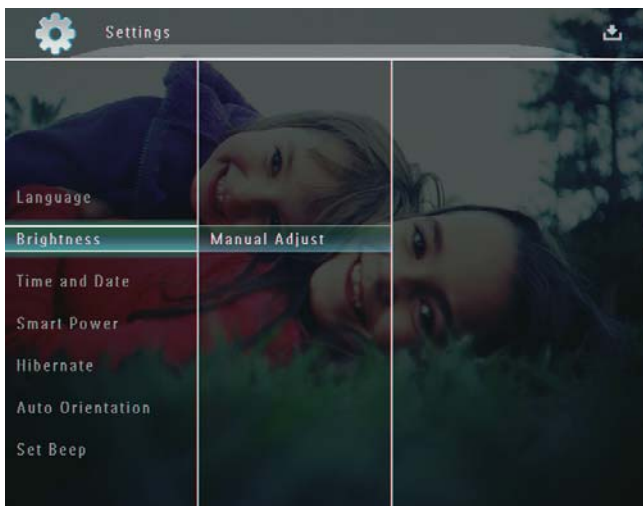 Settings
Language
Brightness
Manual Adjust
Time and Date
Smart Power
Hibernate
Auto Orientation
Set Beep